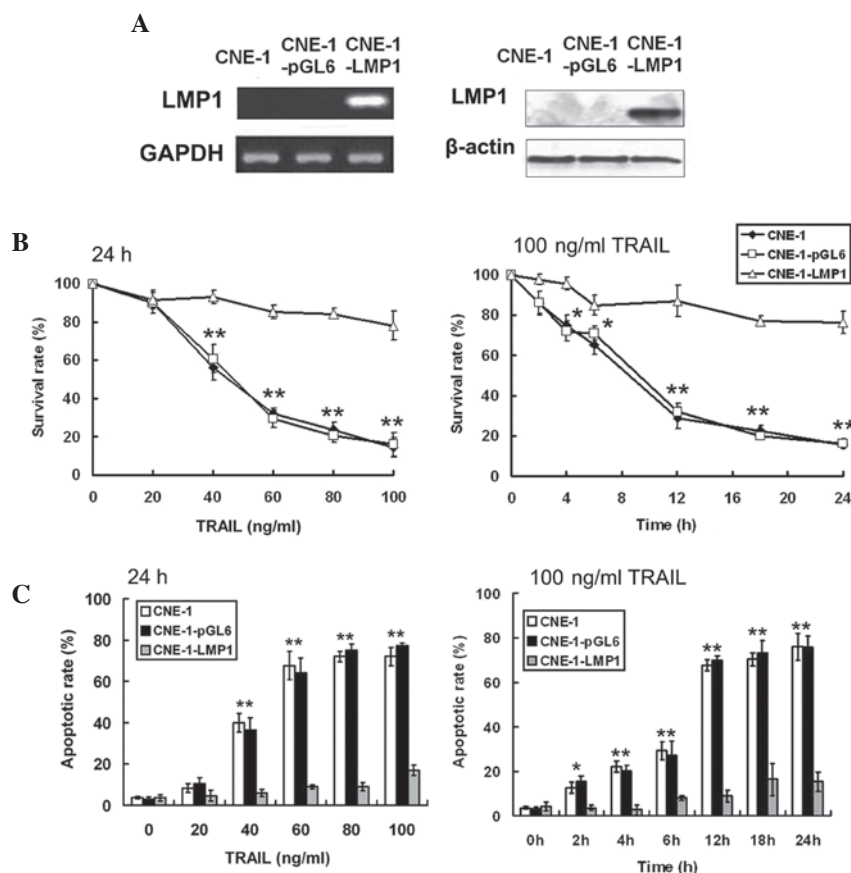 A
CNE-1 CNE-1 -pGL6 CNE-1 -LMP1
LMP1
GAPDH
CNE-1 CNE-1 -pGL6 CNE-1 -LMP1
LMP1
β-actin
B
24 h
100
80
60
40
20
0
Survival rate (%)
** ** ** **
0 20 40 60 80 100
TRAIL (ng/ml)
100 ng/ml TRAIL
CNE-1
CNE-1-pGL6
CNE-1-LMP1
100
80
60
40
20
0
Survival rate (%)
* * ** ** **
0 4 8 12 16 20 24
Time (h)
C
24 h
CNE-1
CNE-1-pGL6
CNE-1-LMP1
100
80
60
40
20
0
Apoptotic rate (%)
** ** ** **
0 20 40 60 80 100
TRAIL (ng/ml)
100 ng/ml TRAIL
CNE-1
CNE-1-pGL6
CNE-1-LMP1
100
80
60
40
20
0
Apoptotic rate (%)
* ** ** ** ** **
0h 2h 4h 6h 12h 18h 24h
Time (h)